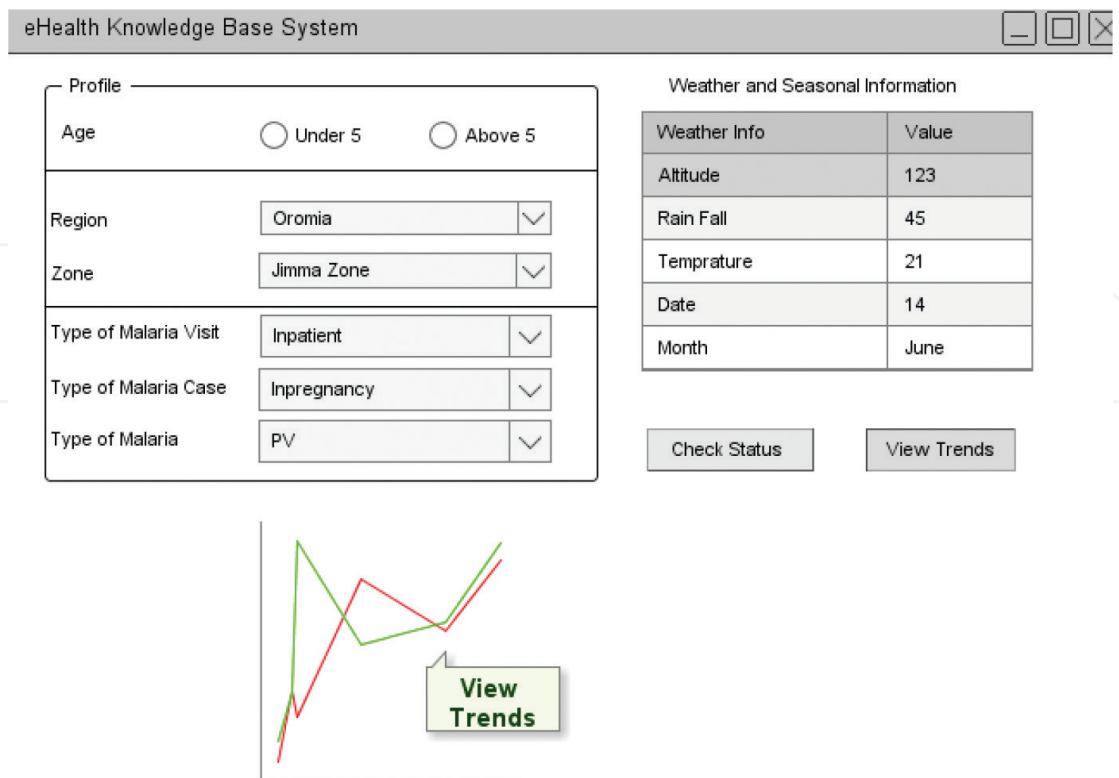 eHealth Knowledge Base System
Profile
Age
Under 5
Above 5
Region
Oromia
Zone
Jimma Zone
Type of Malaria Visit
Inpatient
Type of Malaria Case
Inpregnancy
Type of Malaria
PV
Weather and Seasonal Information
Weather Info Value
Altitude 123
Rain Fall 45
Temprature 21
Date 14
Month June
Check Status
View Trends
View
Trends